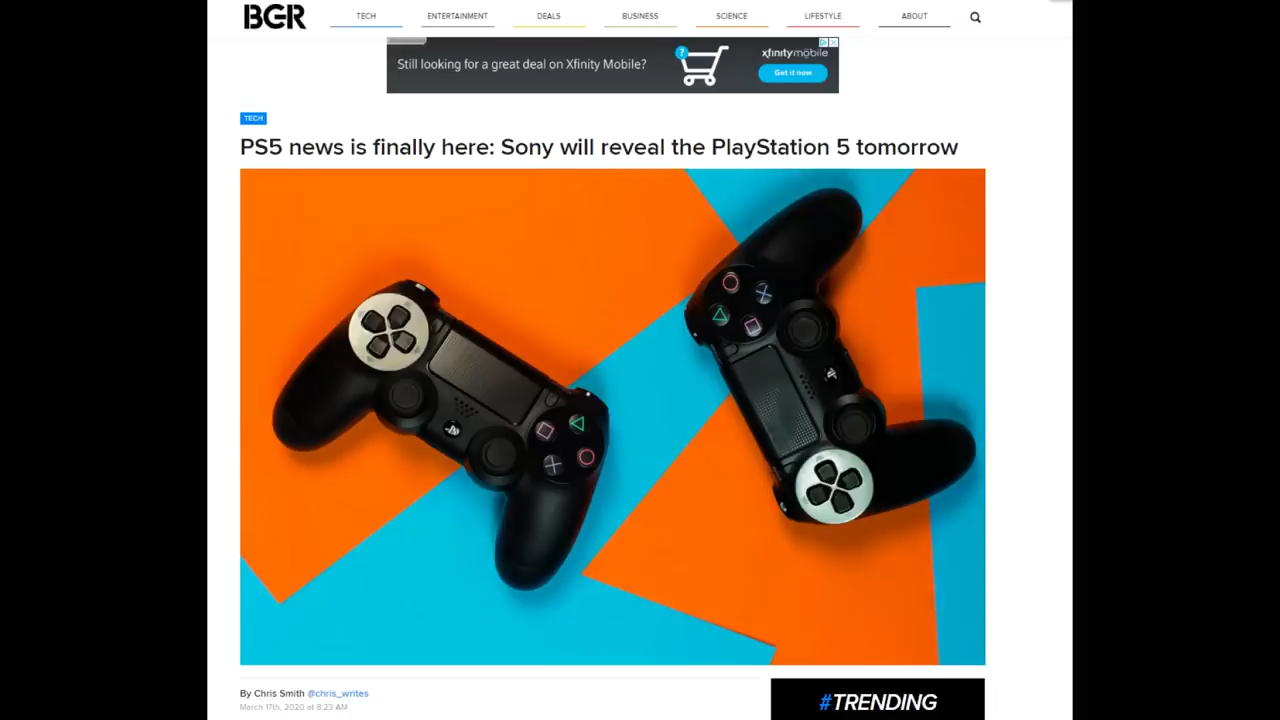 BGR
TECH
ENTERTAINMENT
DEALS
BUSINESS
SCIENCE
LIFESTYLE
ABOUT
Still looking for a great deal on Xfinity Mobile?
?
xfinity mobile
Get it now
TECH
PS5 news is finally here: Sony will reveal the PlayStation 5 tomorrow
By Chris Smith @chris_writes
March 17th, 2020 at 8:23 AM
#TRENDING